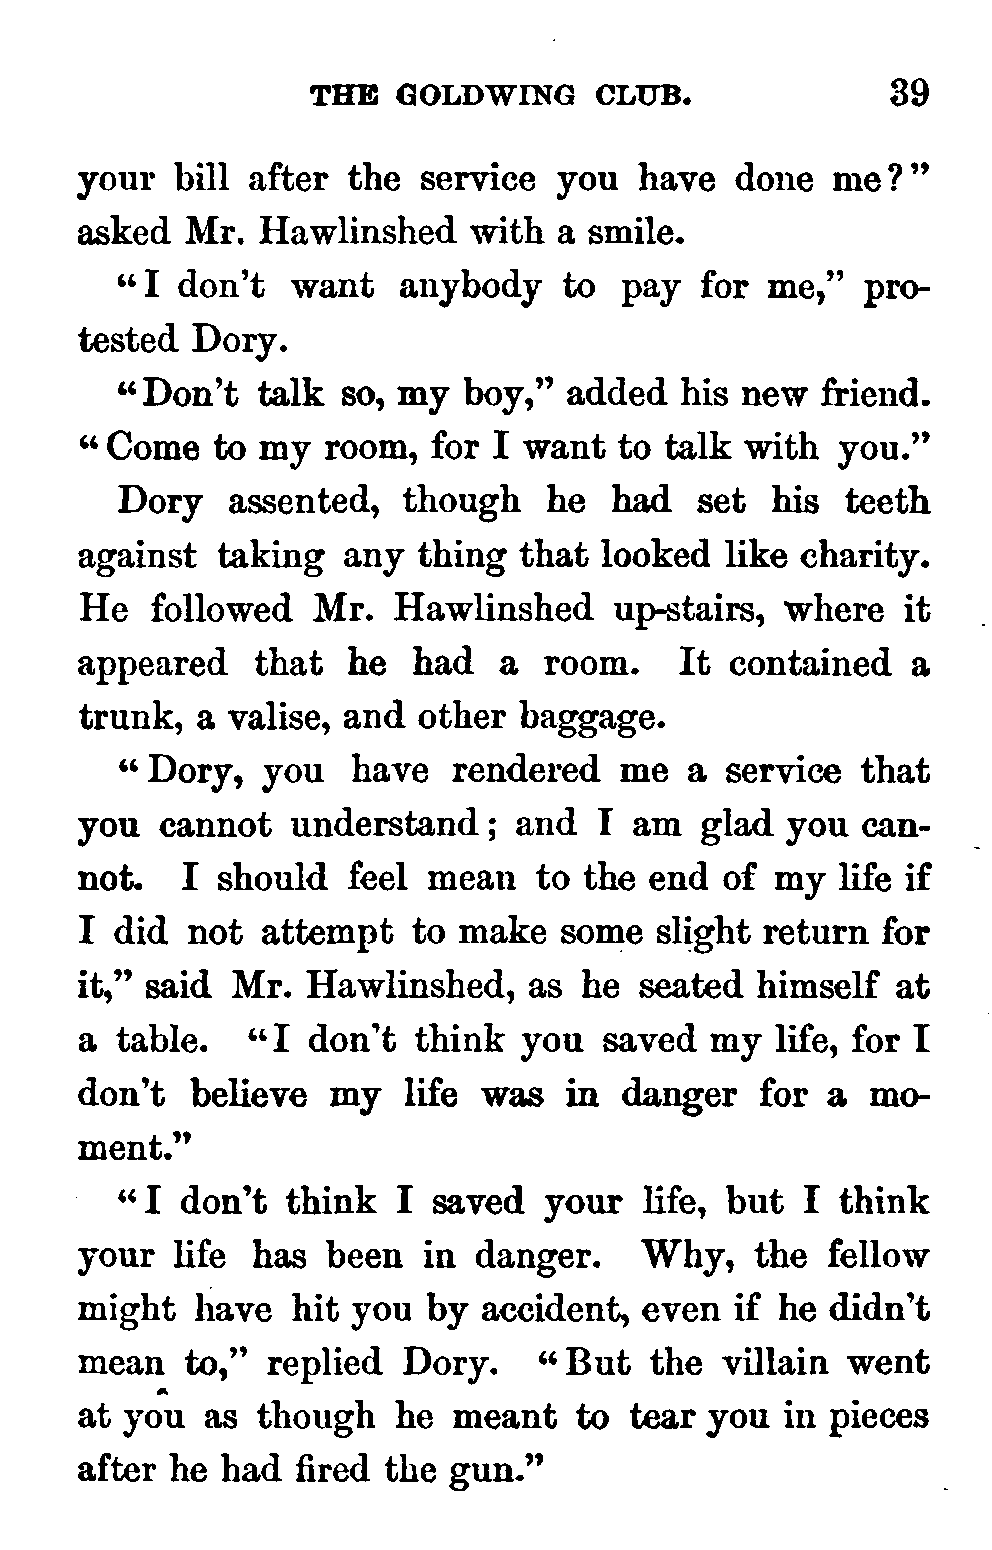 THE GOLDWING CLUB. 39
your bill after the service you have done me?"
asked Mr. Hawlinshed with a smile.
"I don't want anybody to pay for me," pro-
tested Dory.
"Don't talk so, my boy," added his new friend.
"Come to my room, for I want to talk with you."
Dory assented, though he had set his teeth
against taking any thing that looked like charity.
He followed Mr. Hawlinshed up-stairs, where it
appeared that he had a room. It contained a
trunk, a valise, and other baggage.
"Dory, you have rendered me a service that
you cannot understand; and I am glad you can-
not. I should feel mean to the end of my life if
I did not attempt to make some slight return for
it," said Mr. Hawlinshed, as he seated himself at
a table. "I don't think you saved my life, for I
don't believe my life was in danger for a mo-
ment."
"I don't think I saved your life, but I think
your life has been in danger. Why, the fellow
might have hit you by accident, even if he didn't
mean to," replied Dory. "But the villain went
at you as though he meant to tear you in pieces
after he had fired the gun."